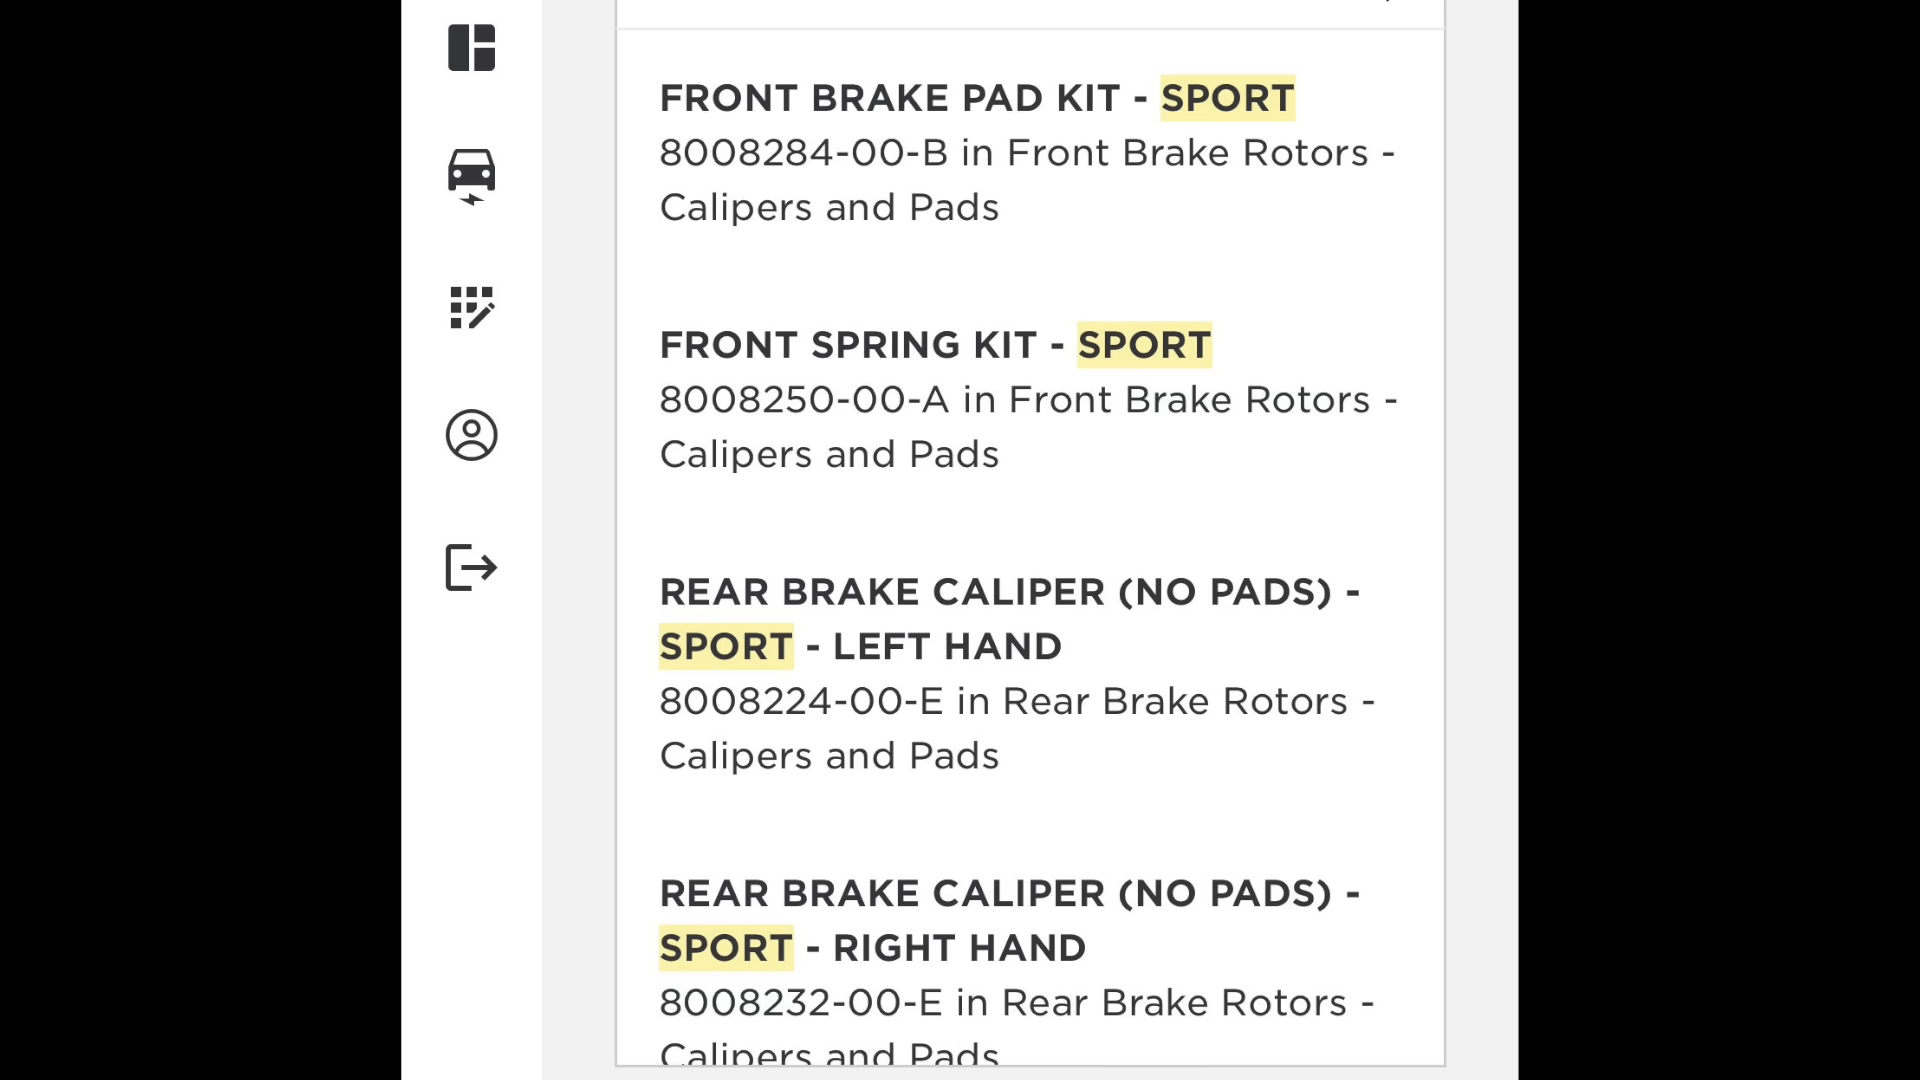 FRONT BRAKE PAD KIT - SPORT
8008284-00-B in Front Brake Rotors -
Calipers and Pads
FRONT SPRING KIT - SPORT
8008250-00-A in Front Brake Rotors -
Calipers and Pads
REAR BRAKE CALIPER (NO PADS) -
SPORT - LEFT HAND
8008224-00-E in Rear Brake Rotors -
Calipers and Pads
REAR BRAKE CALIPER (NO PADS) -
SPORT - RIGHT HAND
8008232-00-E in Rear Brake Rotors -
Calipers and Pads